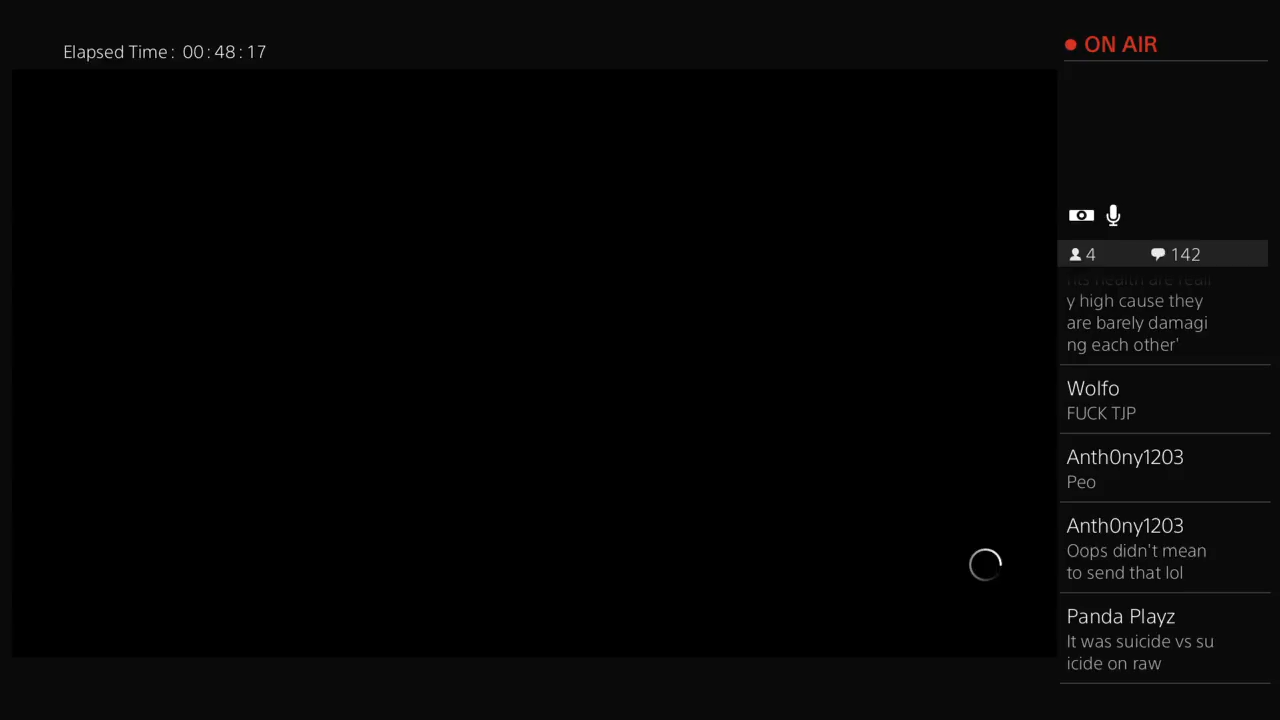 Elapsed Time: 00:48:17
ON AIR
4
142
y high cause they
are barely damagi
ng each other'
Wolfo
FUCK TJP
Anth0ny1203
Peo
Anth0ny1203
Oops didn't mean
to send that lol
Panda Playz
It was suicide vs su
icide on raw